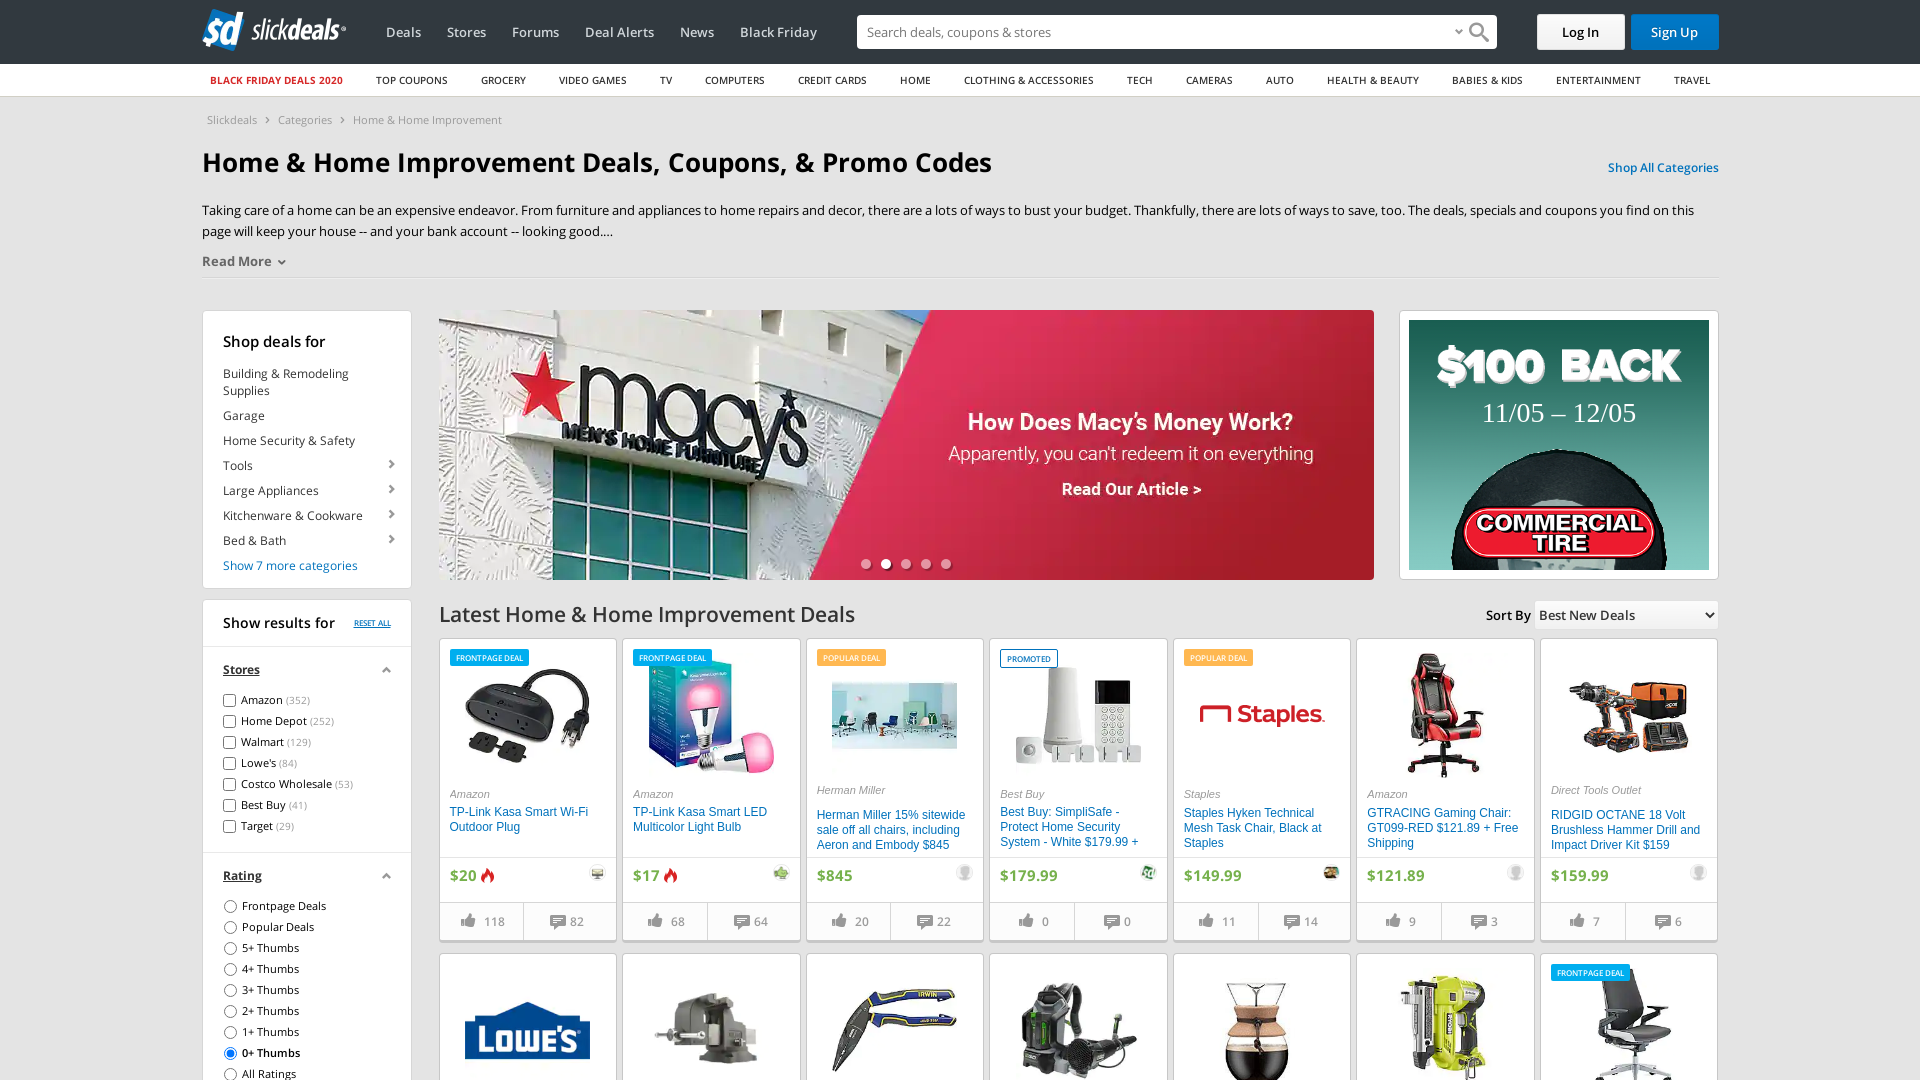 sd slickdeals
Deals
Stores
Forums
Deal Alerts
News
Black Friday
Search deals, coupons & stores
Log In
Sign Up
BLACK FRIDAY DEALS 2020
TOP COUPONS
GROCERY
VIDEO GAMES
TV
COMPUTERS
CREDIT CARDS
HOME
CLOTHING & ACCESSORIES
TECH
CAMERAS
AUTO
HEALTH & BEAUTY
BABIES & KIDS
ENTERTAINMENT
TRAVEL
Slickdeals > Categories > Home & Home Improvement
Home & Home Improvement Deals, Coupons, & Promo Codes
Shop All Categories
Taking care of a home can be an expensive endeavor. From furniture and appliances to home repairs and decor, there are a lots of ways to bust your budget. Thankfully, there are lots of ways to save, too. The deals, specials and coupons you find on this
page will keep your house -- and your bank account -- looking good.…
Read More
Shop deals for
Building & Remodeling
Supplies
Garage
Home Security & Safety
Tools
Large Appliances
Kitchenware & Cookware
Bed & Bath
Show 7 more categories
macy's
MEN'S HOME FURNITURE
How Does Macy's Money Work?
Apparently, you can't redeem it on everything
Read Our Article >
$100 BACK
11/05 – 12/05
COMMERCIAL
TIRE
Show results for
RESET ALL
Stores
Amazon (352)
Home Depot (252)
Walmart (129)
Lowe's (84)
Costco Wholesale (53)
Best Buy (41)
Target (29)
Rating
Frontpage Deals
Popular Deals
5+ Thumbs
4+ Thumbs
3+ Thumbs
2+ Thumbs
1+ Thumbs
0+ Thumbs
All Ratings
Latest Home & Home Improvement Deals
Sort By
Best New Deals
FRONTPAGE DEAL
Amazon
TP-Link Kasa Smart Wi-Fi
Outdoor Plug
$20
118
82
FRONTPAGE DEAL
Amazon
TP-Link Kasa Smart LED
Multicolor Light Bulb
$17
68
64
POPULAR DEAL
Herman Miller
Herman Miller 15% sitewide
sale off all chairs, including
Aeron and Embody $845
$845
20
22
PROMOTED
Best Buy
Best Buy: SimpliSafe -
Protect Home Security
System - White $179.99 +
$179.99
0
0
POPULAR DEAL
Staples
Staples
Staples Hyken Technical
Mesh Task Chair, Black at
Staples
$149.99
11
14
Amazon
GTRACING Gaming Chair:
GT099-RED $121.89 + Free
Shipping
$121.89
9
3
Direct Tools Outlet
RIDGID OCTANE 18 Volt
Brushless Hammer Drill and
Impact Driver Kit $159
$159.99
7
6
LOWE'S
IRWIN
RYOBI
FRONTPAGE DEAL